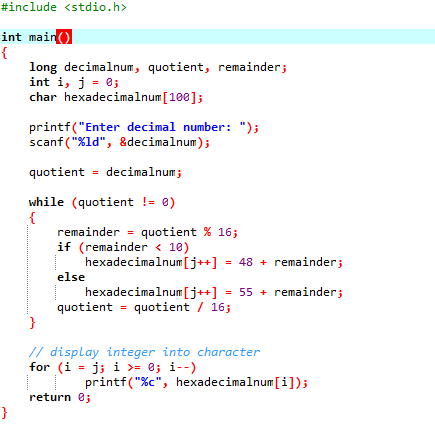 #include <stdio.h>
int main()
{
long decimalnum, quotient, remainder;
int i, j = 0;
char hexadecimalnum[100];
printf("Enter decimal number: ");
scanf("%ld", &decimalnum);
quotient = decimalnum;
while (quotient != 0)
{
remainder = quotient % 16;
if (remainder < 10)
hexadecimalnum[j++] = 48 + remainder;
else
hexadecimalnum[j++] = 55 + remainder;
quotient = quotient / 16;
}
// display integer into character
for (i = j; i >= 0; i--)
printf("%c", hexadecimalnum[i]);
return 0;
}